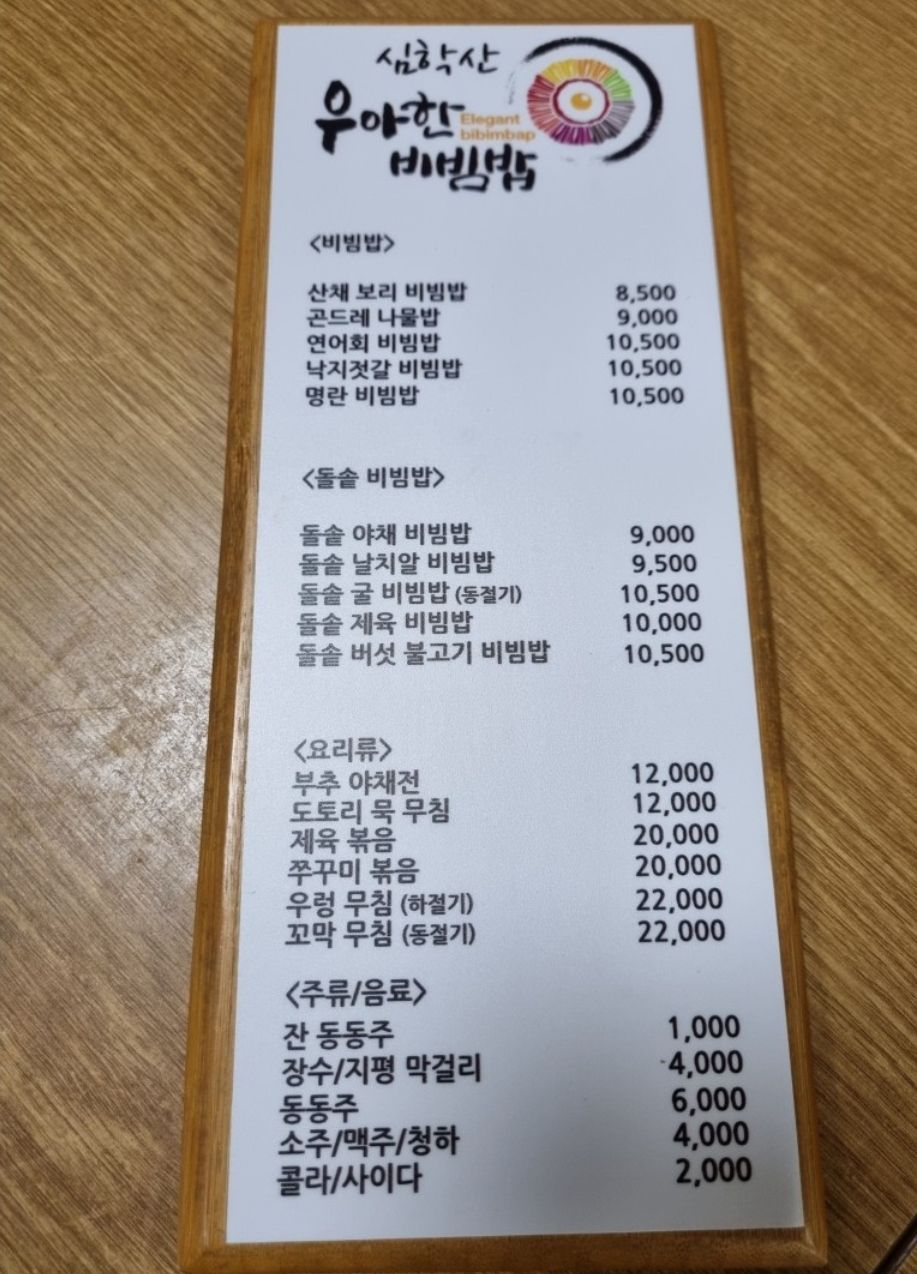 심학산
우아한
Elegant
bibimbap
비빔밥
<비빔밥>
산채 보리 비빔밥 8,500
곤드레 나물밥 9,000
연어회 비빔밥 10,500
낙지젓갈 비빔밥 10,500
명란 비빔밥 10,500
<돌솥 비빔밥>
돌솥 야채 비빔밥 9,000
돌솥 날치알 비빔밥 9,500
돌솥 굴 비빔밥 (동절기) 10,500
돌솥 제육 비빔밥 10,000
돌솥 버섯 불고기 비빔밥 10,500
<요리류>
부추 야채전 12,000
도토리 묵 무침 12,000
제육 볶음 20,000
쭈꾸미 볶음 20,000
우렁 무침 (하절기) 22,000
꼬막 무침 (동절기) 22,000
<주류/음료>
잔 동동주 1,000
장수/지평 막걸리 4,000
동동주 6,000
소주/맥주/청하 4,000
콜라/사이다 2,000